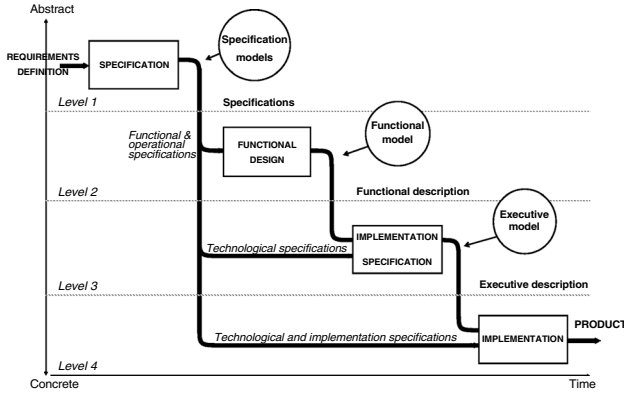 Abstract
REQUIREMENTS
DEFINITION
SPECIFICATION
Specification
models
Level 1
Specifications
Functional &
operational
specifications
FUNCTIONAL
DESIGN
Functional
model
Level 2
Functional description
IMPLEMENTATION
SPECIFICATION
Executive
model
Technological specifications
Level 3
Executive description
Technological and implementation specifications
IMPLEMENTATION
PRODUCT
Level 4
Concrete
Time